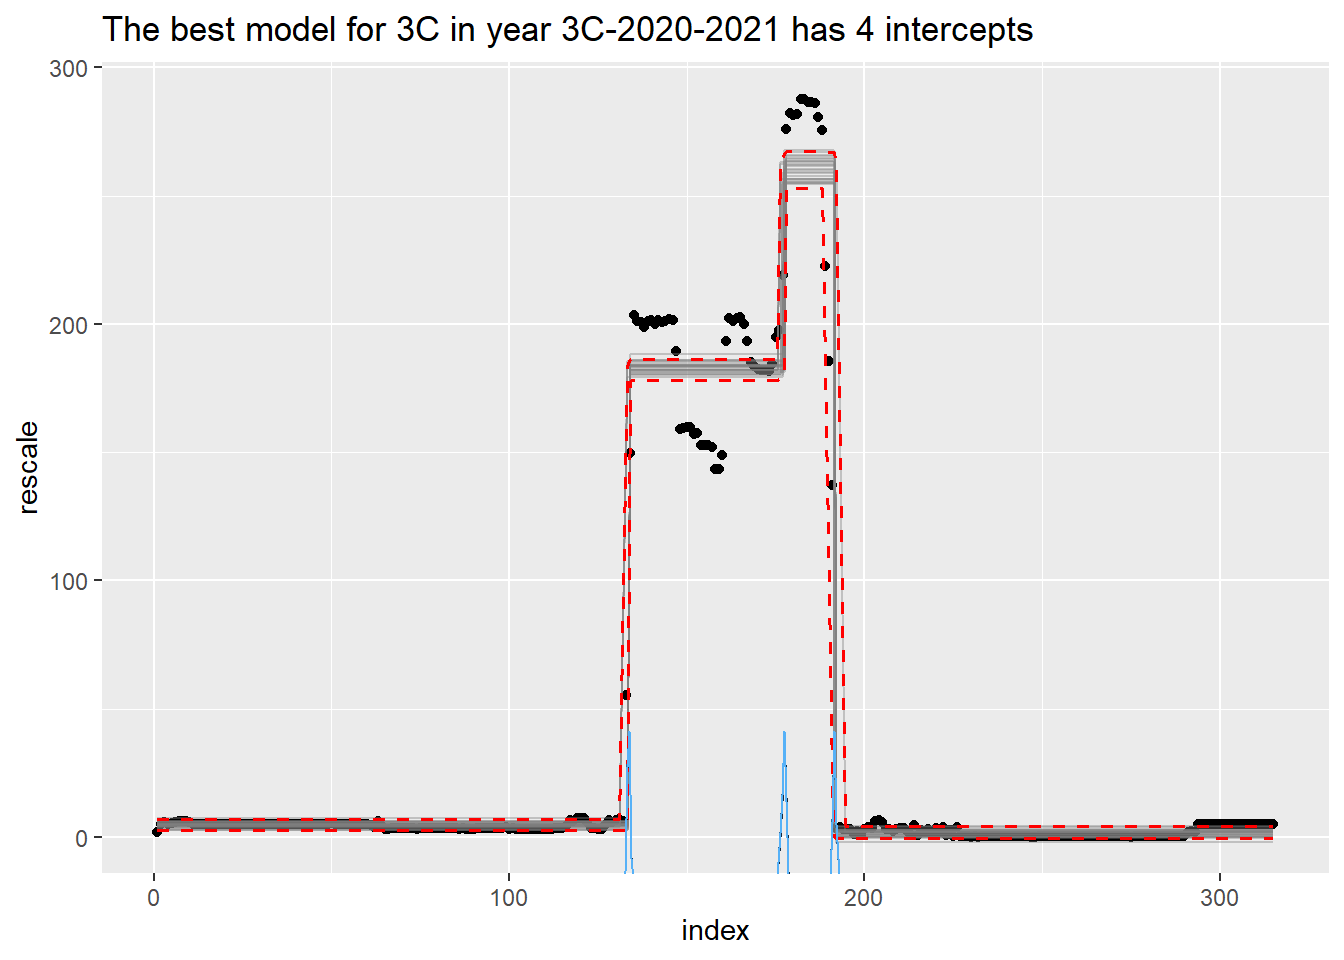 The best model for 3C in year 3C-2020-2021 has 4 intercepts
300
200
100
0
rescale
0
100
200
300
index